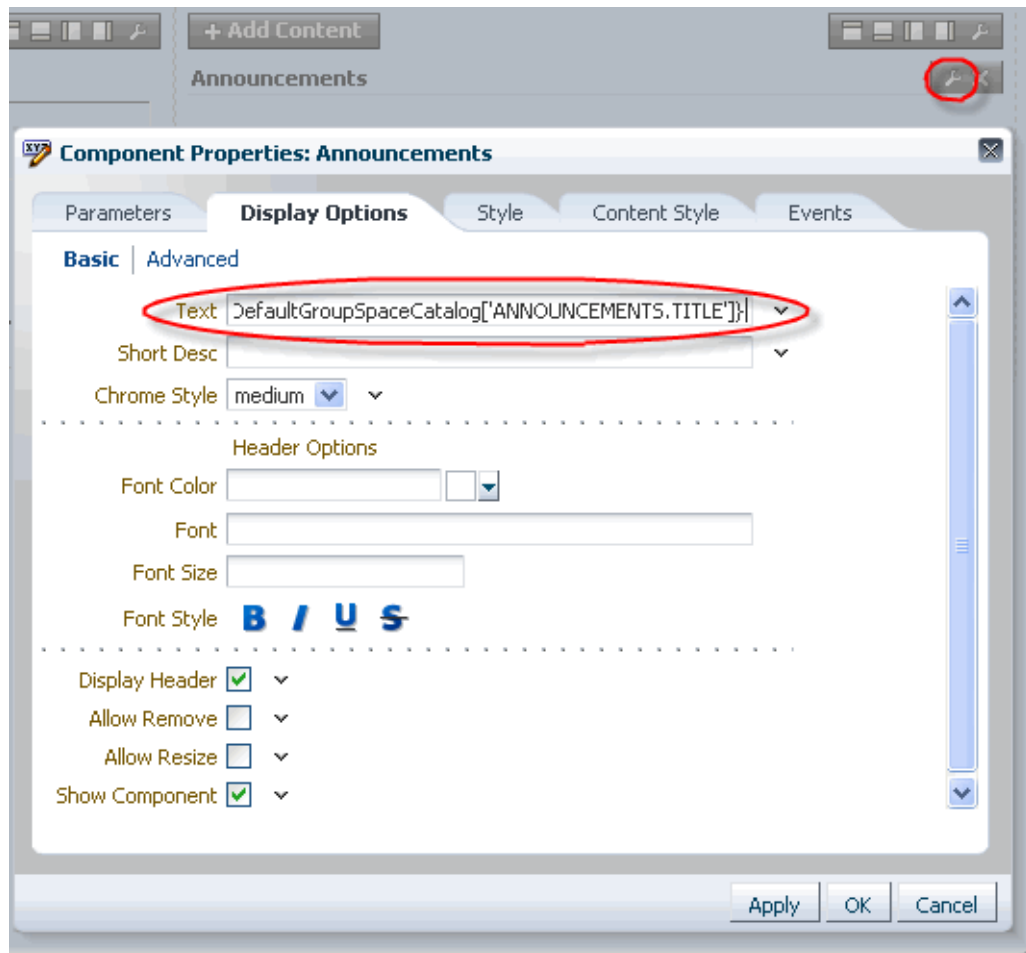 + Add Content
Announcements
Component Properties: Announcements
Parameters Display Options Style Content Style Events
Basic Advanced
Text DefaultGroupSpaceCatalog['ANNOUNCEMENTS.TITLE']}
Short Desc
Chrome Style medium
Header Options
Font Color
Font
Font Size
Font Style B I U S
Display Header
Allow Remove
Allow Resize
Show Component
Apply OK Cancel